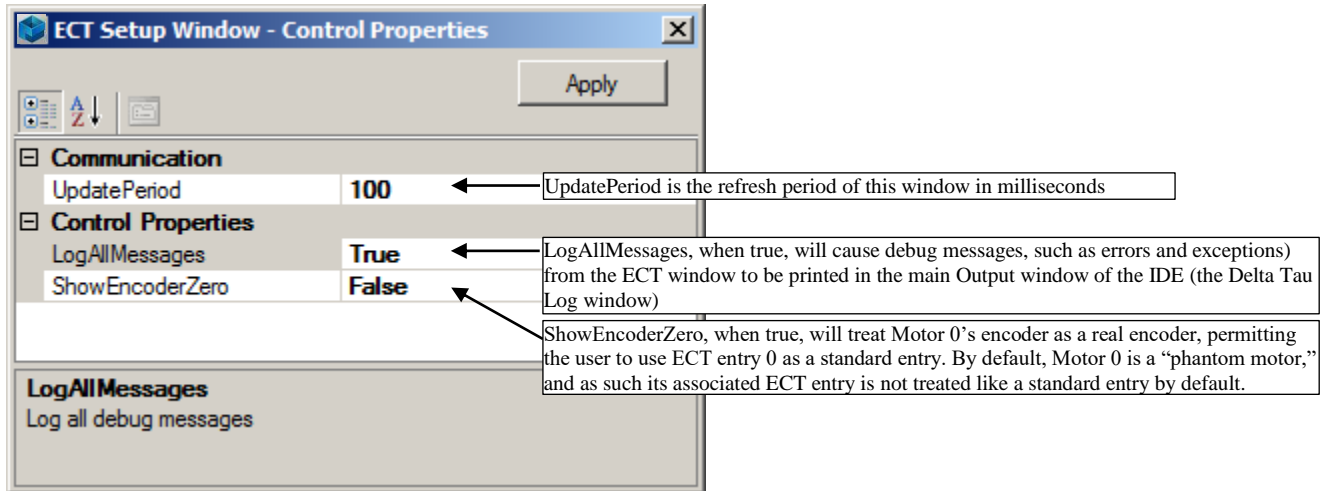 ECT Setup Window - Control Properties
Apply
Communication
UpdatePeriod 100
UpdatePeriod is the refresh period of this window in milliseconds
Control Properties
LogAllMessages True
LogAllMessages, when true, will cause debug messages, such as errors and exceptions)
from the ECT window to be printed in the main Output window of the IDE (the Delta Tau
Log window)
ShowEncoderZero False
ShowEncoderZero, when true, will treat Motor 0’s encoder as a real encoder, permitting
the user to use ECT entry 0 as a standard entry. By default, Motor 0 is a “phantom motor,”
and as such its associated ECT entry is not treated like a standard entry by default.
LogAllMessages
Log all debug messages